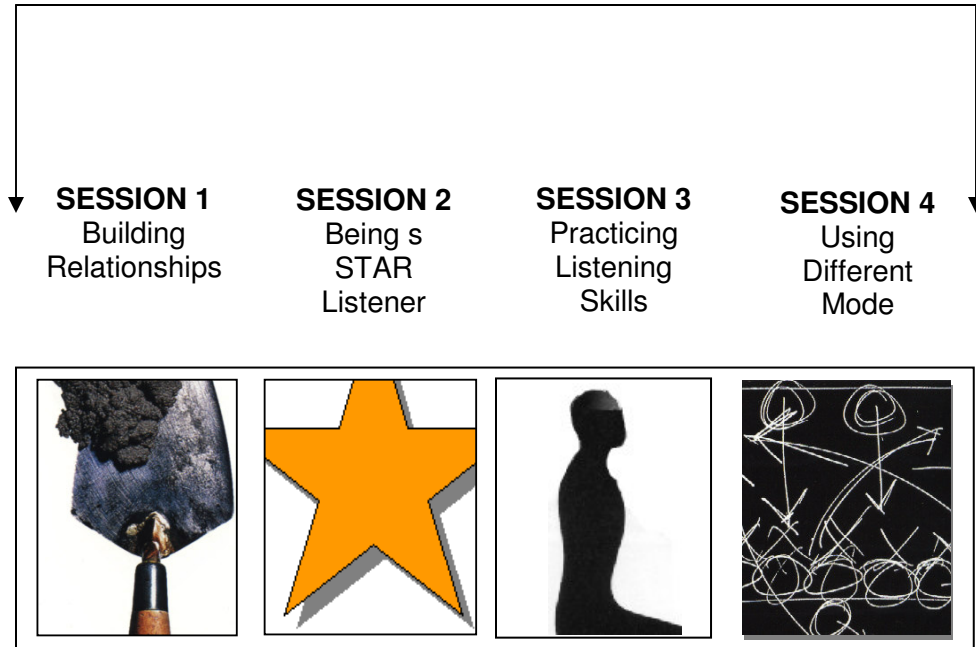 SESSION 1
Building
Relationships
SESSION 2
Being s
STAR
Listener
SESSION 3
Practicing
Listening
Skills
SESSION 4
Using
Different
Mode